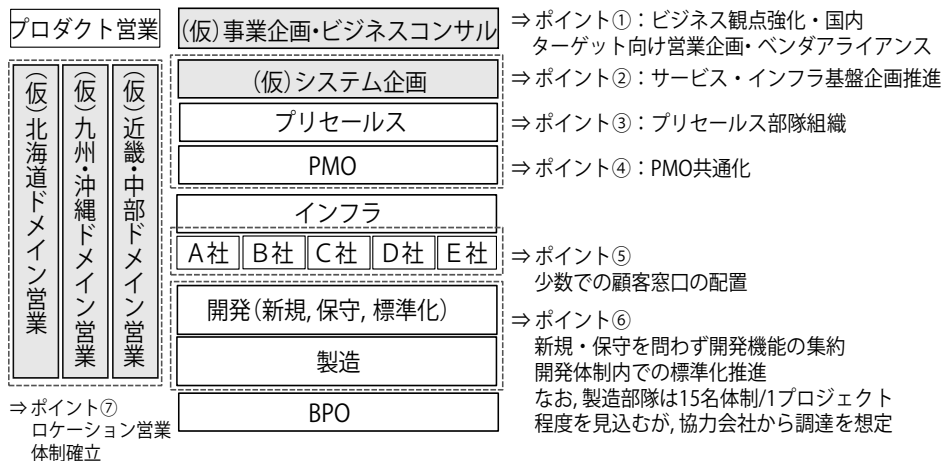 プロダクト営業
(仮)北海道ドメイン営業
(仮)九州・沖縄ドメイン営業
(仮)近畿・中部ドメイン営業
⇒ポイント⑦
ロケーション営業
体制確立
(仮)事業企画・ビジネスコンサル
(仮)システム企画
プリセールス
PMO
インフラ
A社 B社 C社 D社 E社
開発(新規, 保守, 標準化)
製造
BPO
⇒ポイント①：ビジネス観点強化・国内
ターゲット向け営業企画・ベンダアライアンス
⇒ポイント②：サービス・インフラ基盤企画推進
⇒ポイント③：プリセールス部隊組織
⇒ポイント④：PMO共通化
⇒ポイント⑤
少数での顧客窓口の配置
⇒ポイント⑥
新規・保守を問わず開発機能の集約
開発体制内での標準化推進
なお, 製造部隊は15名体制/1プロジェクト
程度を見込むが, 協力会社から調達を想定